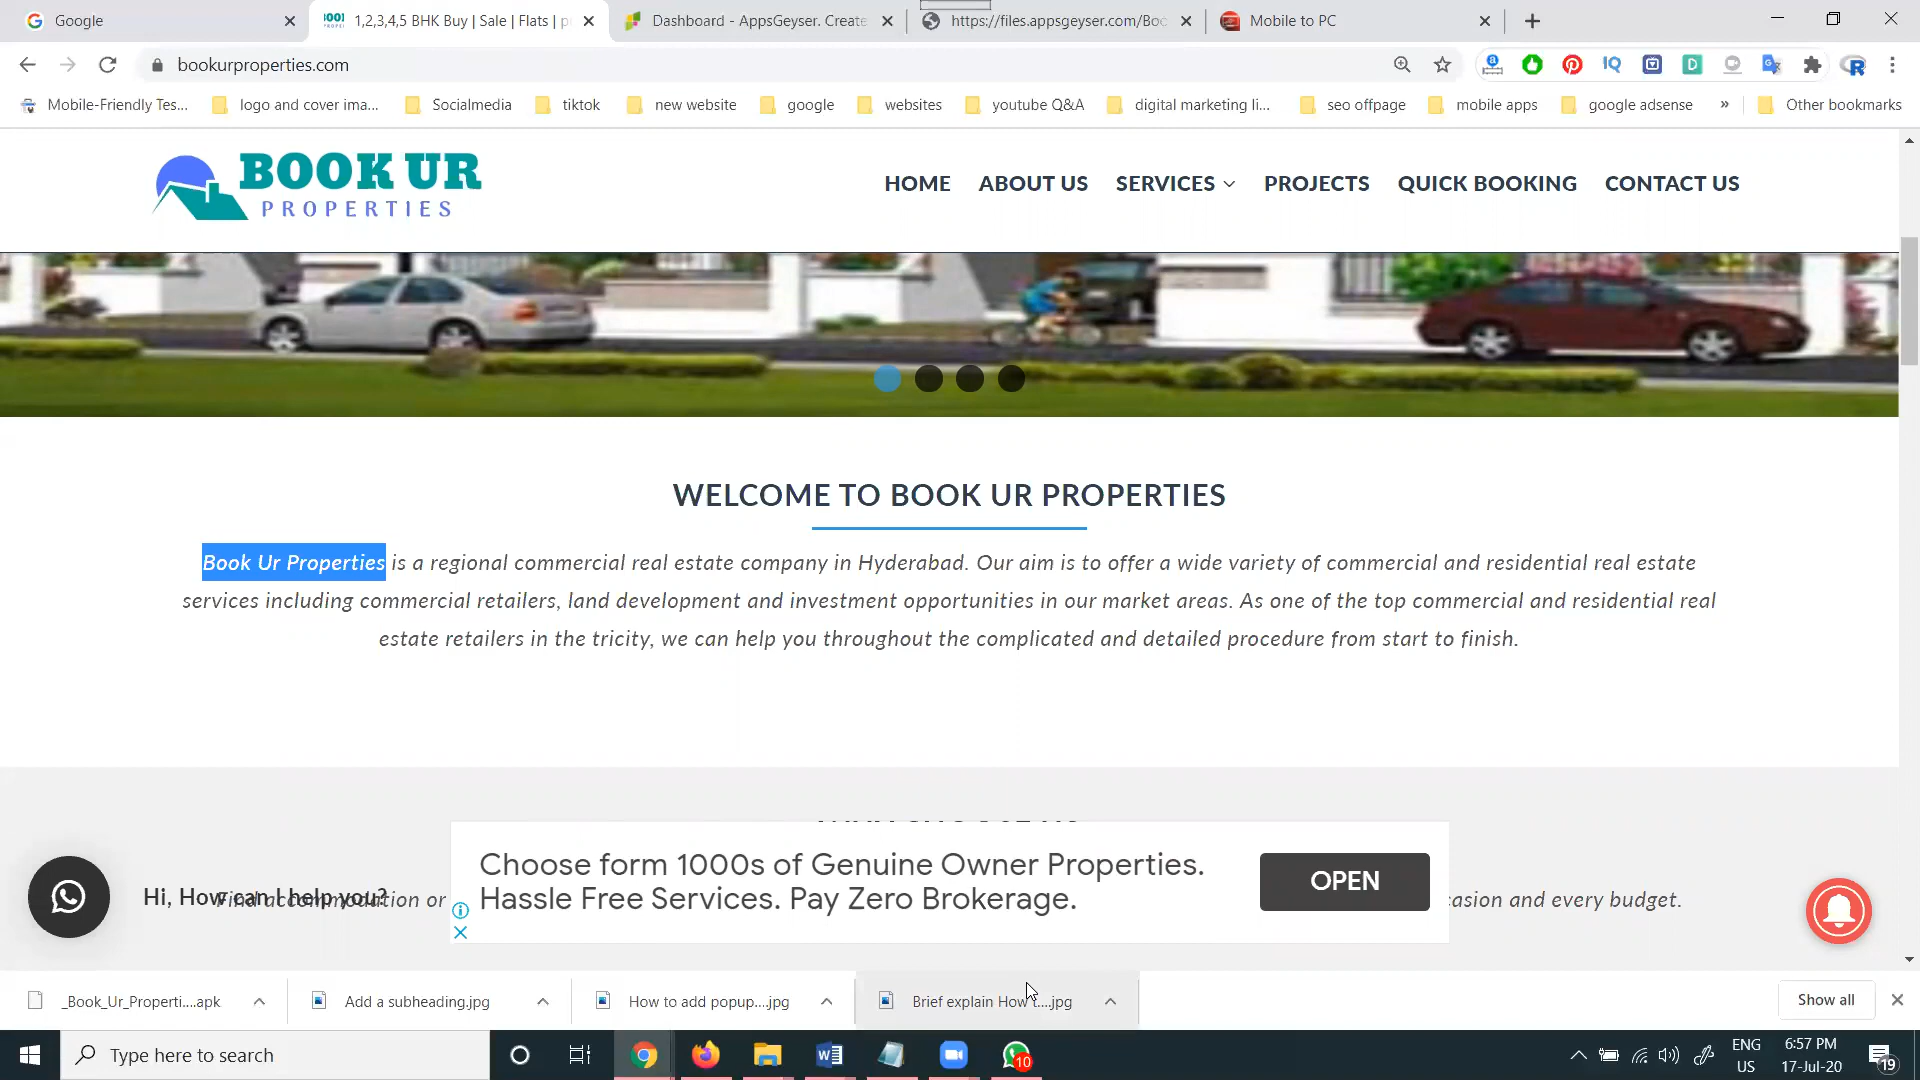 Google
1,2,3,4,5 BHK Buy | Sale | Flats | p
Dashboard - AppsGeyser. Create
https://files.appsgeyser.com/Boo
Mobile to PC
bookurproperties.com
Mobile-Friendly Tes...
logo and cover ima...
Socialmedia
tiktok
new website
google
websites
youtube Q&A
digital marketing li...
seo offpage
mobile apps
google adsense
»
Other bookmarks
BOOK UR
PROPERTIES
HOME
ABOUT US
SERVICES
PROJECTS
QUICK BOOKING
CONTACT US
WELCOME TO BOOK UR PROPERTIES
Book Ur Properties is a regional commercial real estate company in Hyderabad. Our aim is to offer a wide variety of commercial and residential real estate
services including commercial retailers, land development and investment opportunities in our market areas. As one of the top commercial and residential real
estate retailers in the tricity, we can help you throughout the complicated and detailed procedure from start to finish.
Choose form 1000s of Genuine Owner Properties.
Hassle Free Services. Pay Zero Brokerage.
OPEN
Hi, How can I help you?
Find accommodation or
casion and every budget.
_Book_Ur_Properti....apk
Add a subheading.jpg
How to add popup....jpg
Brief explain How t....jpg
Show all
Type here to search
10
ENG
US
6:57 PM
17-Jul-20
19